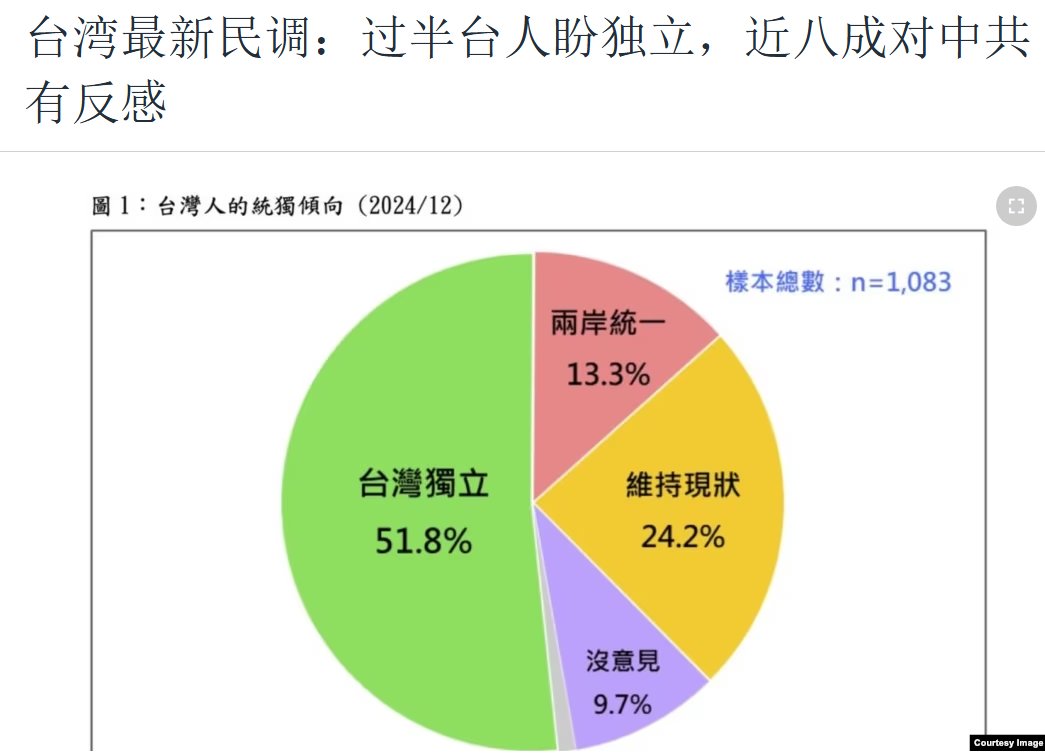 台湾最新民调：过半台人盼独立，近八成对中共
有反感
圖1：台灣人的統獨傾向（2024/12）
樣本總數：n=1,083
兩岸統一
13.3%
台灣獨立
51.8%
維持現狀
24.2%
沒意見
9.7%
Courtesy Image